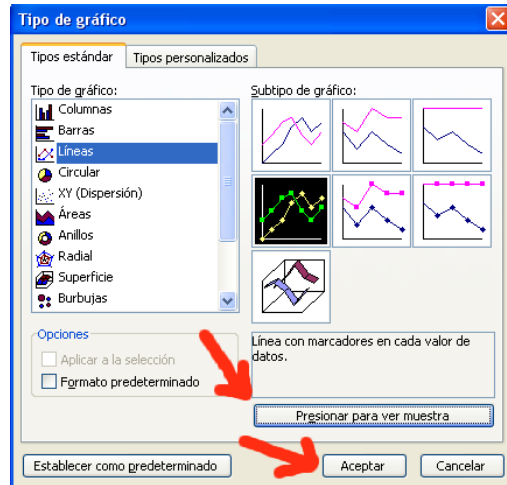 Tipo de gráfico
Tipos estándar
Tipos personalizados
Tipo de gráfico:
Columnas
Barras
Líneas
Circular
XY (Dispersión)
Áreas
Anillos
Radial
Superficie
Burbujas
Subtipo de gráfico:
Opciones
Aplicar a la selección
Formato predeterminado
Línea con marcadores en cada valor de
datos.
Presionar para ver muestra
Establecer como predeterminado
Aceptar
Cancelar